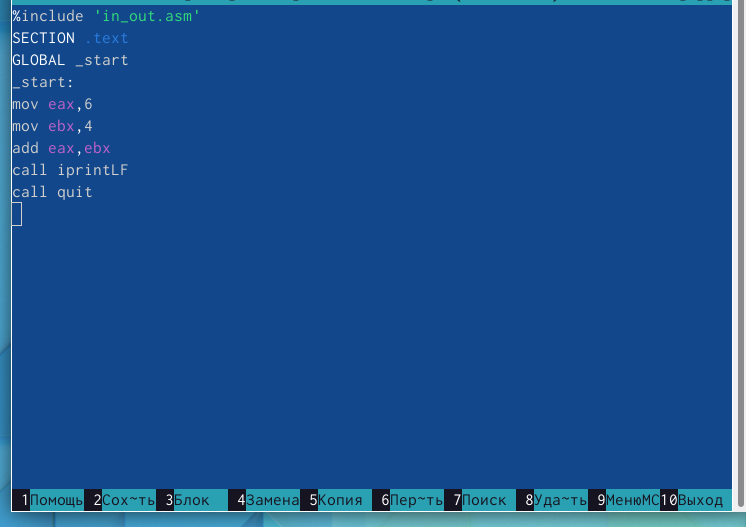 %include 'in_out.asm'
SECTION .text
GLOBAL _start
_start:
mov eax,6
mov ebx,4
add eax,ebx
call iprintLF
call quit
1Помощь 2Сох~ть 3Блок 4Замена 5Копия 6Пер~ть 7Поиск 8Уда~ть 9МенюMC 10Выход